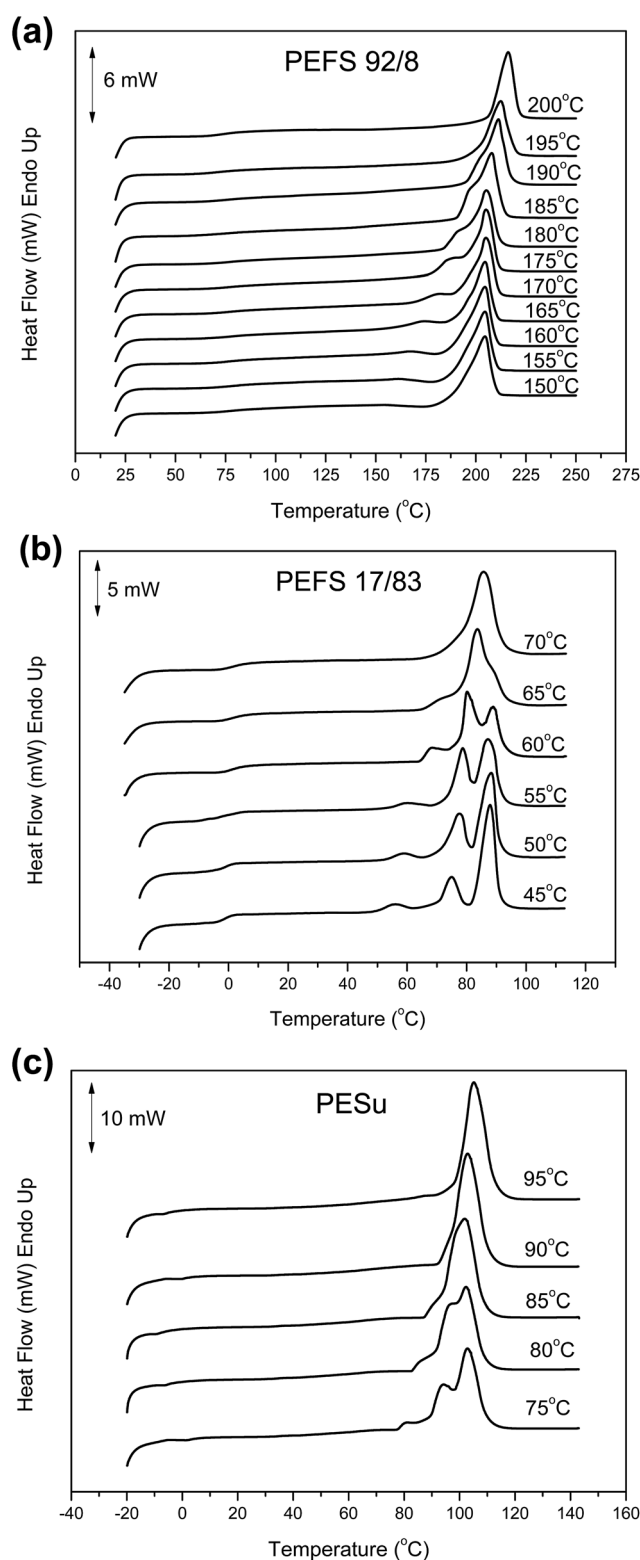 (a)
PEFS 92/8
6 mW
200°C
195°C
190°C
185°C
180°C
175°C
170°C
165°C
160°C
155°C
150°C
Heat Flow (mW) Endo Up
0 25 50 75 100 125 150 175 200 225 250 275
Temperature (°C)
(b)
PEFS 17/83
5 mW
70°C
65°C
60°C
55°C
50°C
45°C
Heat Flow (mW) Endo Up
-40 -20 0 20 40 60 80 100 120
Temperature (°C)
(c)
PESu
10 mW
95°C
90°C
85°C
80°C
75°C
Heat Flow (mW) Endo Up
-40 -20 0 20 40 60 80 100 120 140 160
Temperature (°C)